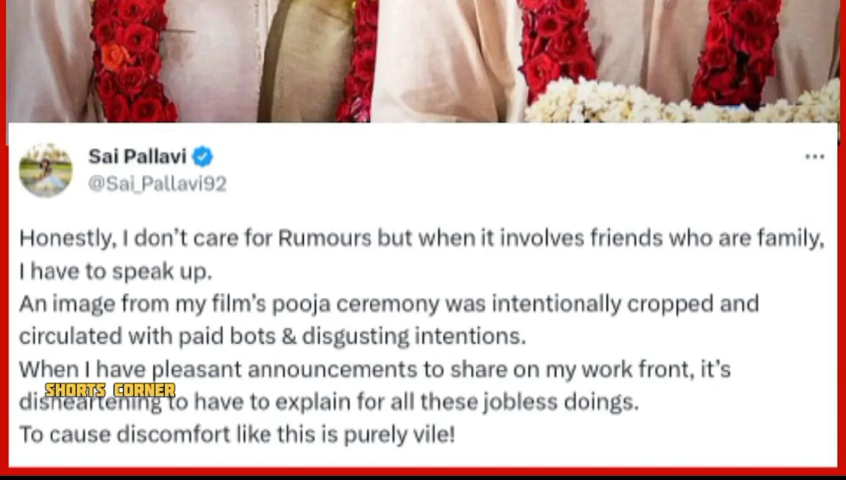 Sai Pallavi
@Sai_Pallavi92
Honestly, I don't care for Rumours but when it involves friends who are family,
I have to speak up.
An image from my film's pooja ceremony was intentionally cropped and
circulated with paid bots & disgusting intentions.
When I have pleasant announcements to share on my work front, it's
SHORTS CORNER
disheartening to have to explain for all these jobless doings.
To cause discomfort like this is purely vile!